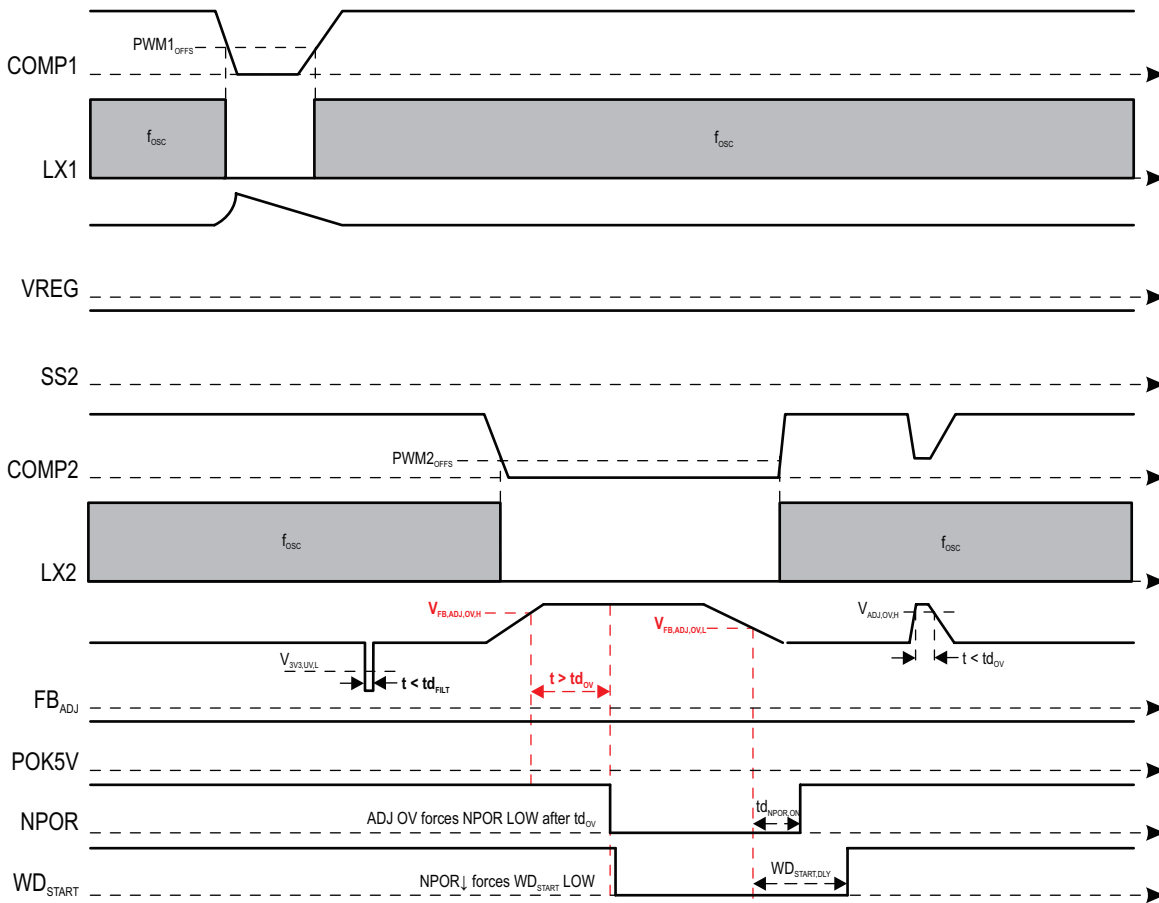 PWM1OFFS
COMP1
fOSC
fOSC
LX1
VREG
SS2
PWM2OFFS
COMP2
fOSC
fOSC
LX2
VFB,ADJ,OV,H
VFB,ADJ,OV,L
VADJ,OV,H
V3V3,UV,L
t < tdFILT
t > tdOV
t < tdOV
FBADJ
POK5V
NPOR
ADJ OV forces NPOR LOW after tdOV
tdNPOR,ON
WDSTART
NPOR↓ forces WDSTART LOW
WDSTART,DLY